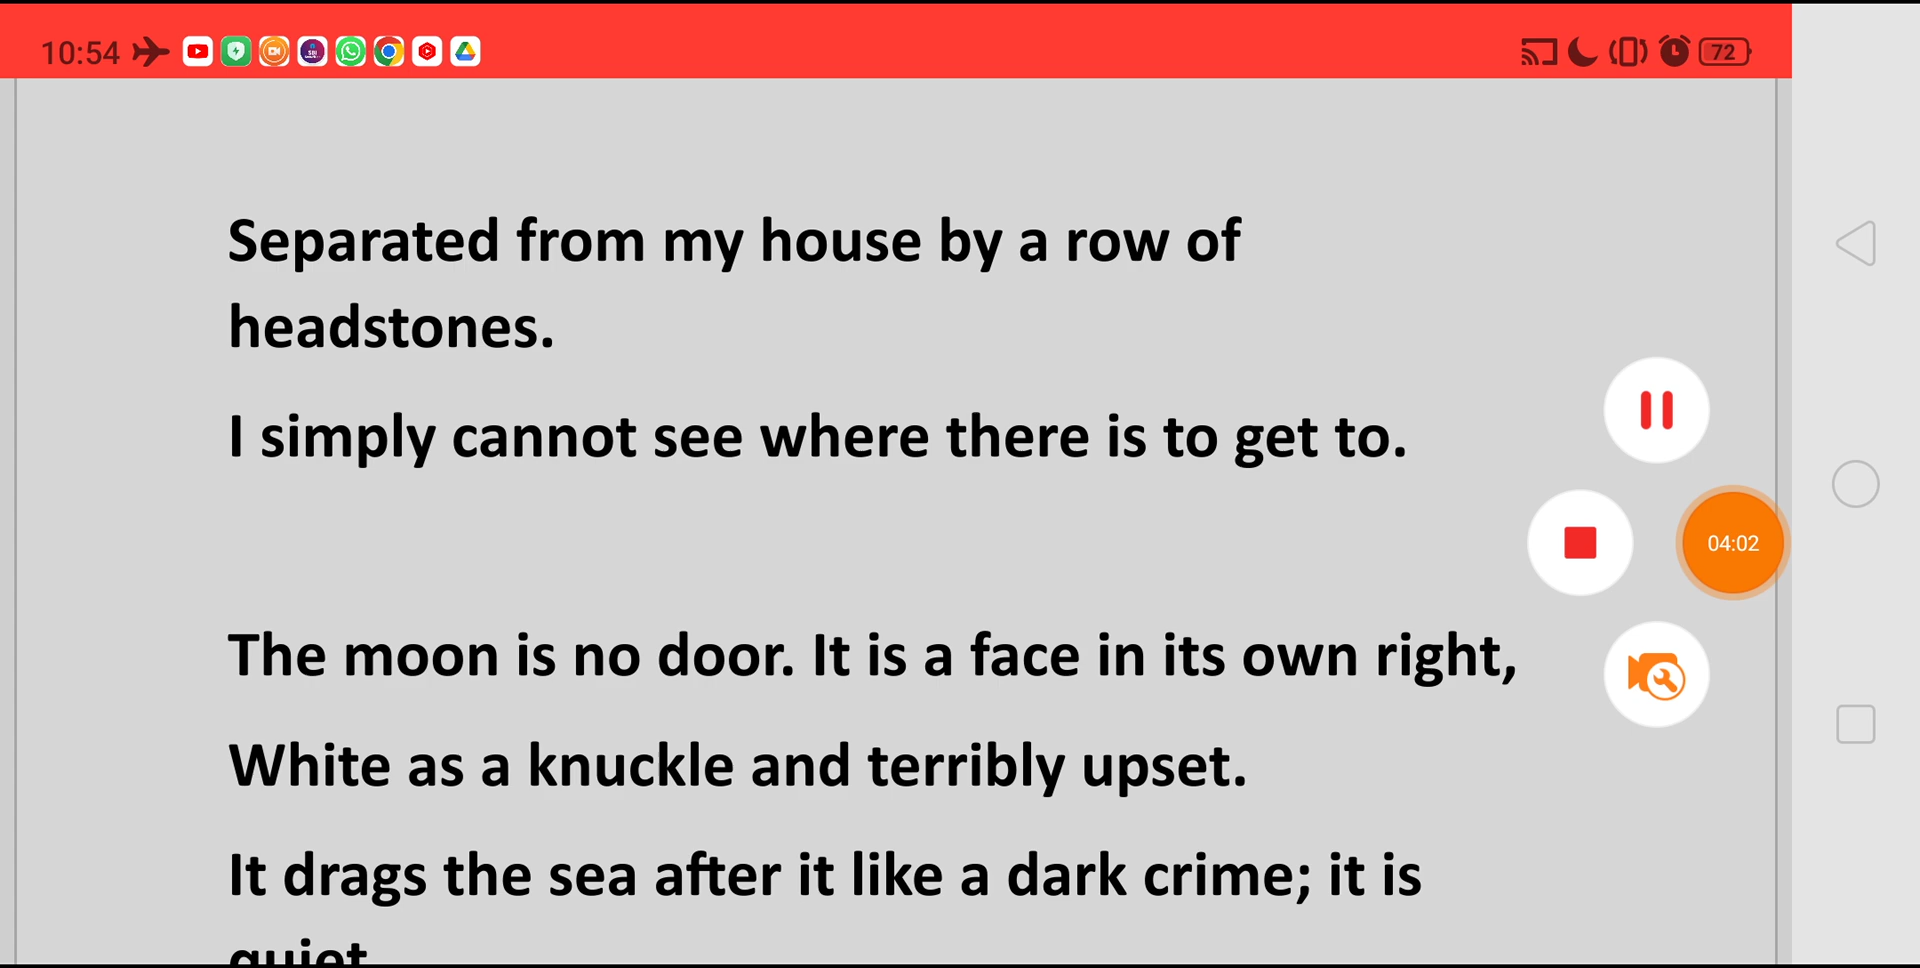 10:54
72
Separated from my house by a row of
headstones.
I simply cannot see where there is to get to.
04:02
The moon is no door. It is a face in its own right,
White as a knuckle and terribly upset.
It drags the sea after it like a dark crime; it is
quiet